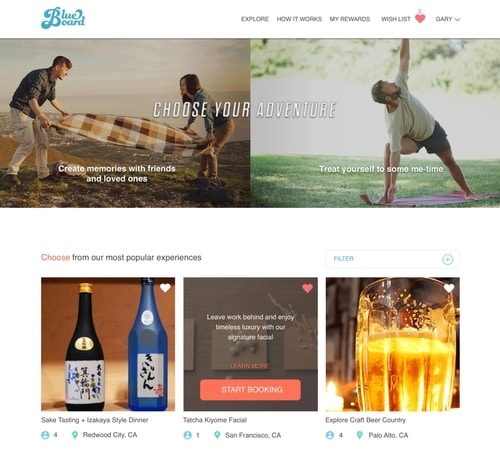 Blue Board
EXPLORE HOW IT WORKS MY REWARDS WISH LIST GARY
CHOOSE YOUR ADVENTURE
Create memories with friends
and loved ones
Treat yourself to some me-time
Choose from our most popular experiences
FILTER
Leave work behind and enjoy
timeless luxury with our
signature facial
LEARN MORE
START BOOKING
Sake Tasting + Izakaya Style Dinner
4 Redwood City, CA
Tatcha Kiyome Facial
1 San Francisco, CA
Explore Craft Beer Country
4 Palo Alto, CA